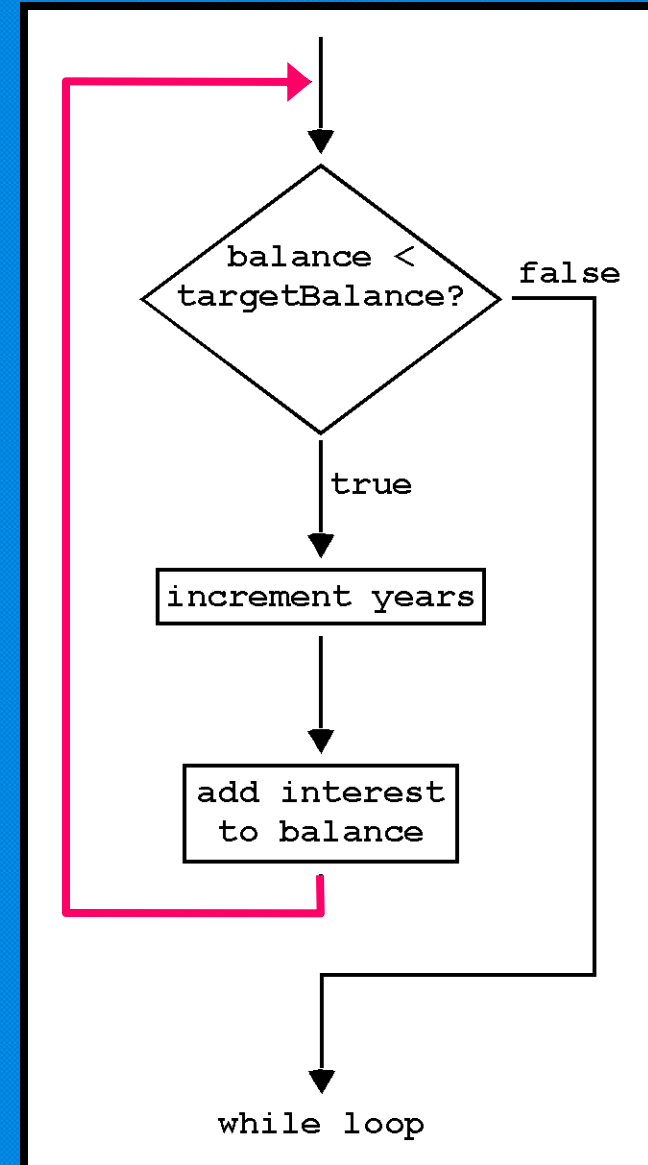 balance <
targetBalance?
false
true
increment years
add interest
to balance
while loop